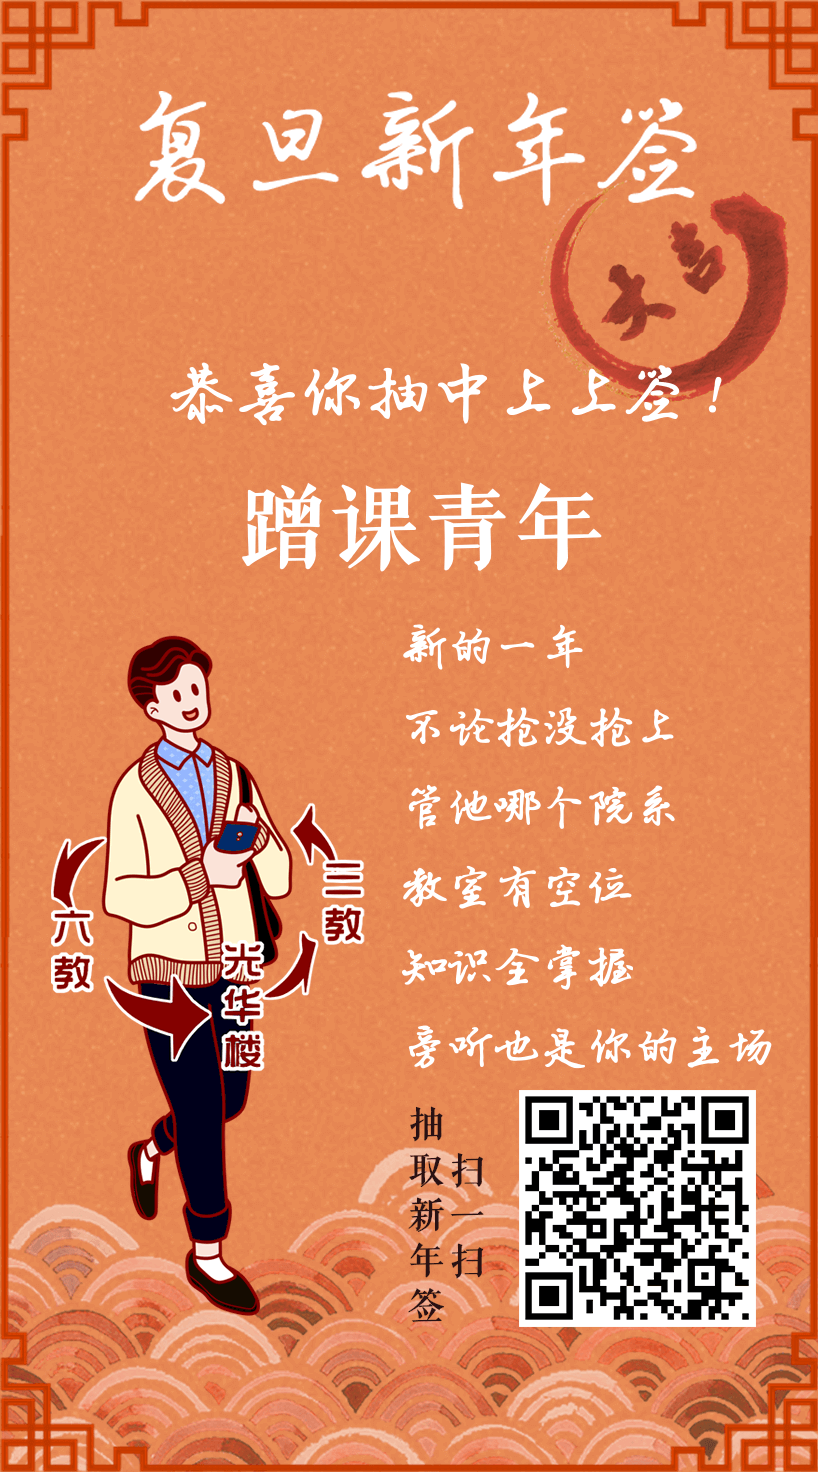 复旦新年签
大吉
恭喜你抽中上上签！
蹭课青年
新的一年
不论抢没抢上
管他哪个院系
教室有空位
知识全掌握
旁听也是你的主场
三教
六教
光华楼
扫一扫
抽取新年签